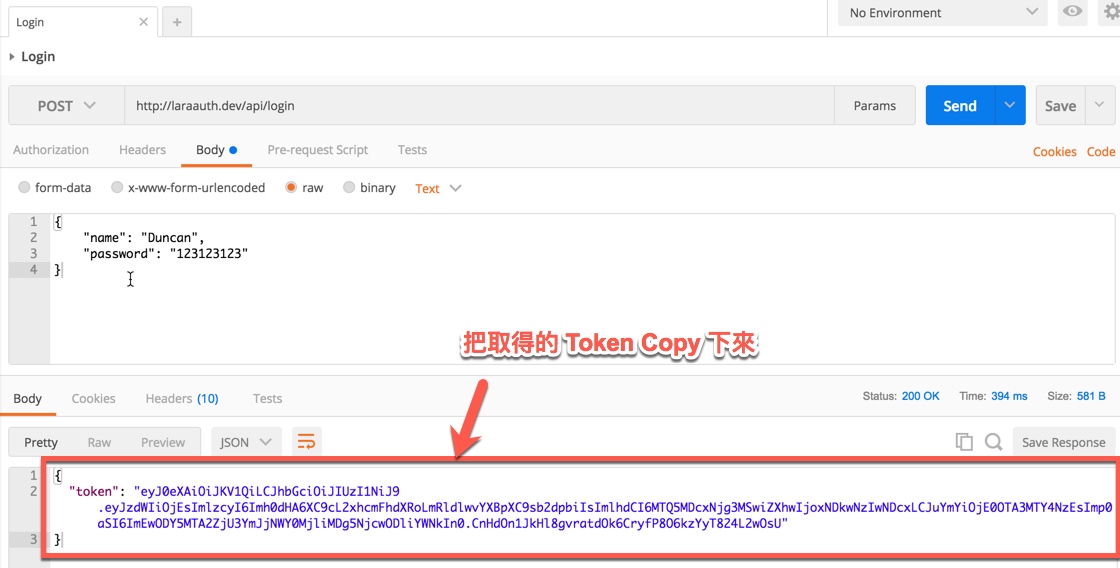 Login
No Environment
Login
POST
http://laraauth.dev/api/login
Params
Send
Save
Authorization
Headers
Body
Pre-request Script
Tests
Cookies
Code
form-data
x-www-form-urlencoded
raw
binary
Text
1 {
2 "name": "Duncan",
3 "password": "123123123"
4 }
把取得的 Token Copy 下來
Body
Cookies
Headers (10)
Tests
Status: 200 OK
Time: 394 ms
Size: 581 B
Pretty
Raw
Preview
JSON
Save Response
1 {
2 "token": "eyJ0eXAiOiJKV1QiLCJhbGciOiJIUzI1NiJ9
.eyJzdWIiOjEsImlzcyI6Imh0dHA6XC9cL2xhcmFhdXRoLmRldlwvYXBpXC9sb2dpbiIsImlhdCI6MTQ5MDcxNjg3MSwiZXhwIjoxNDkwNzIwNDcxLCJuYmYiOjE0OTA3MTY4NzEsImp0
aSI6ImEwODY5MTA2ZjU3YmJjNWY0MjliMDg5NjcwODliYWNkIn0.CnHdOn1JkHl8gvratdOk6CryfP8O6kzYyT824L2wOsU"
3 }